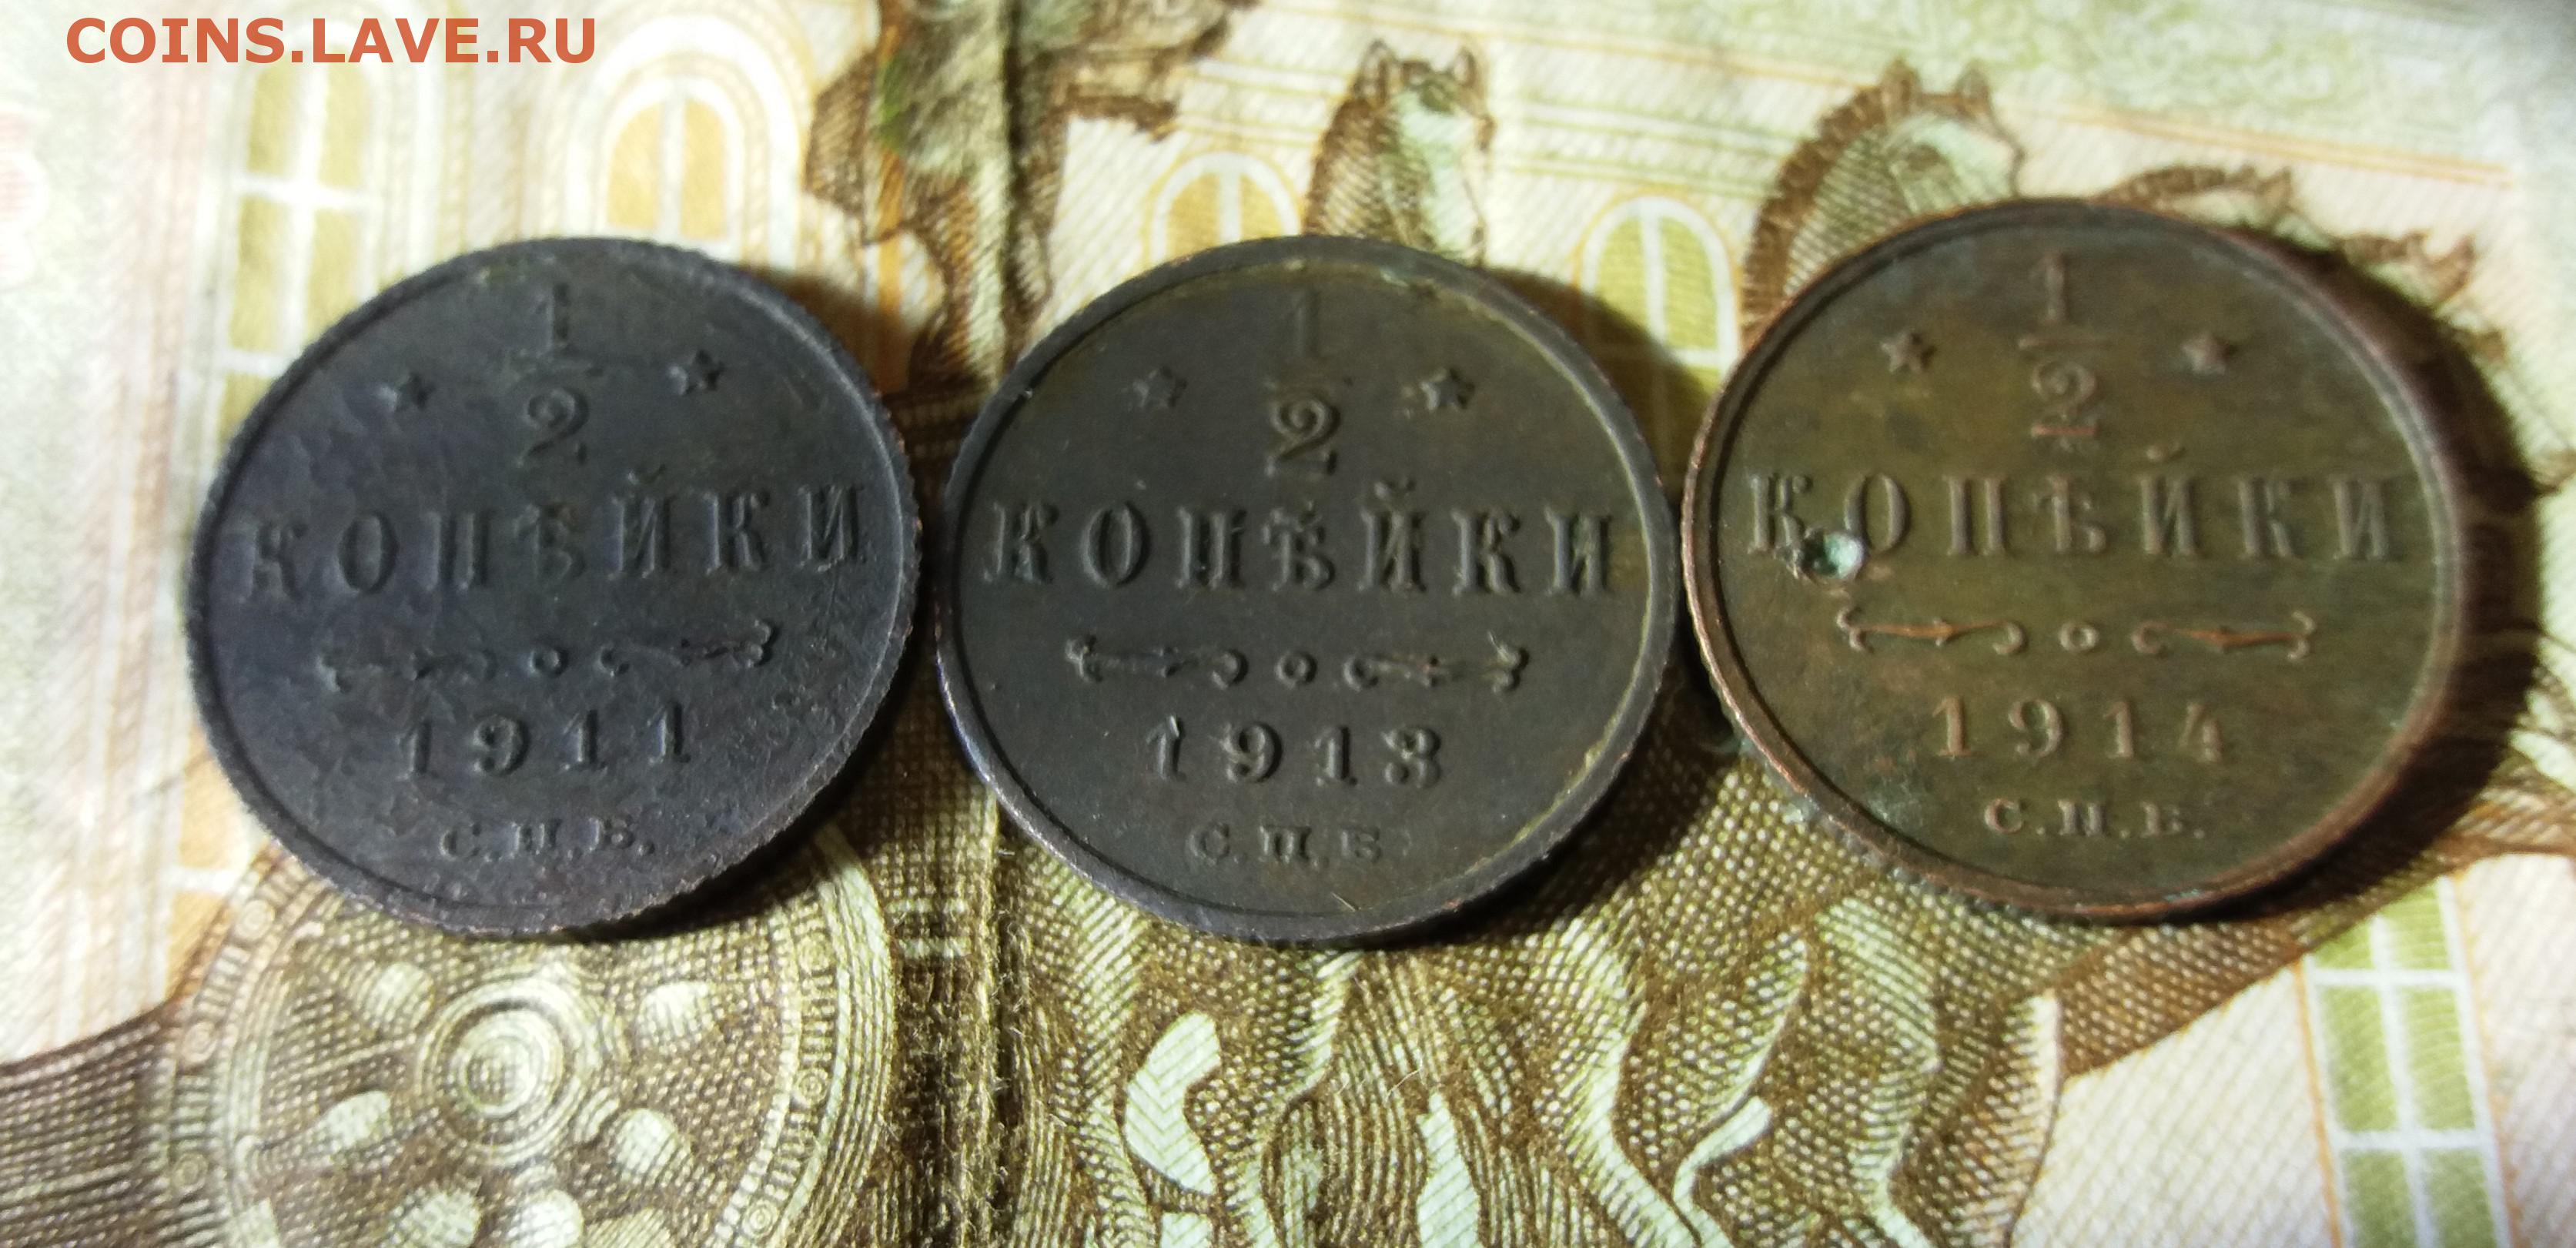 COINS.LAVE.RU
1
2
КОПѢЙКИ
1911
С.П.Б.
1
2
КОПѢЙКИ
1913
С.П.Б
1
2
КОПѢЙКИ
1914
С.П.Б.